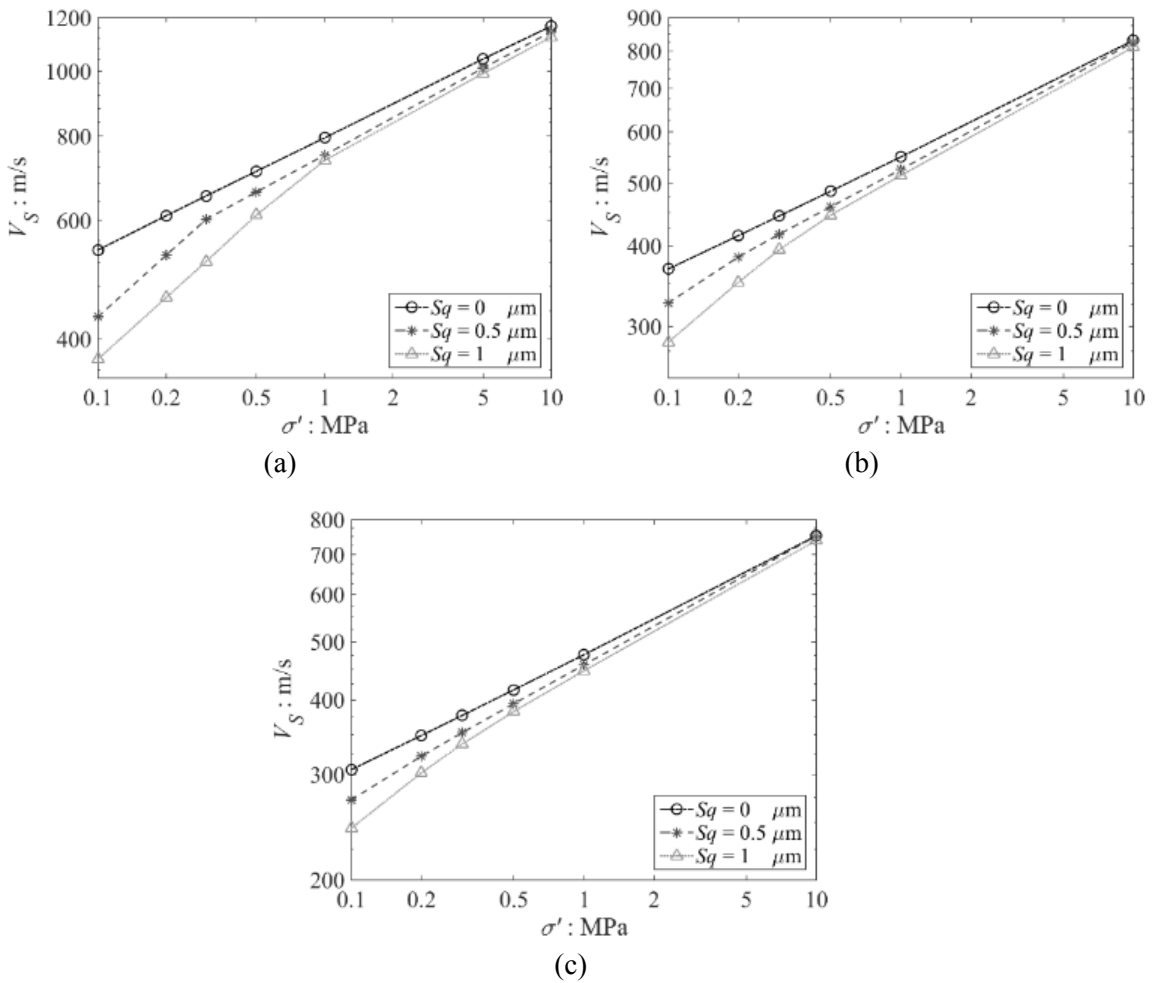 1200
1000
800
600
400
V_S : m/s
0.1 0.2 0.5 1 2 5 10
σ′ : MPa
Sq = 0 μm
Sq = 0.5 μm
Sq = 1 μm
(a)
900
800
700
600
500
400
300
V_S : m/s
0.1 0.2 0.5 1 2 5 10
σ′ : MPa
Sq = 0 μm
Sq = 0.5 μm
Sq = 1 μm
(b)
800
700
600
500
400
300
200
V_S : m/s
0.1 0.2 0.5 1 2 5 10
σ′ : MPa
Sq = 0 μm
Sq = 0.5 μm
Sq = 1 μm
(c)